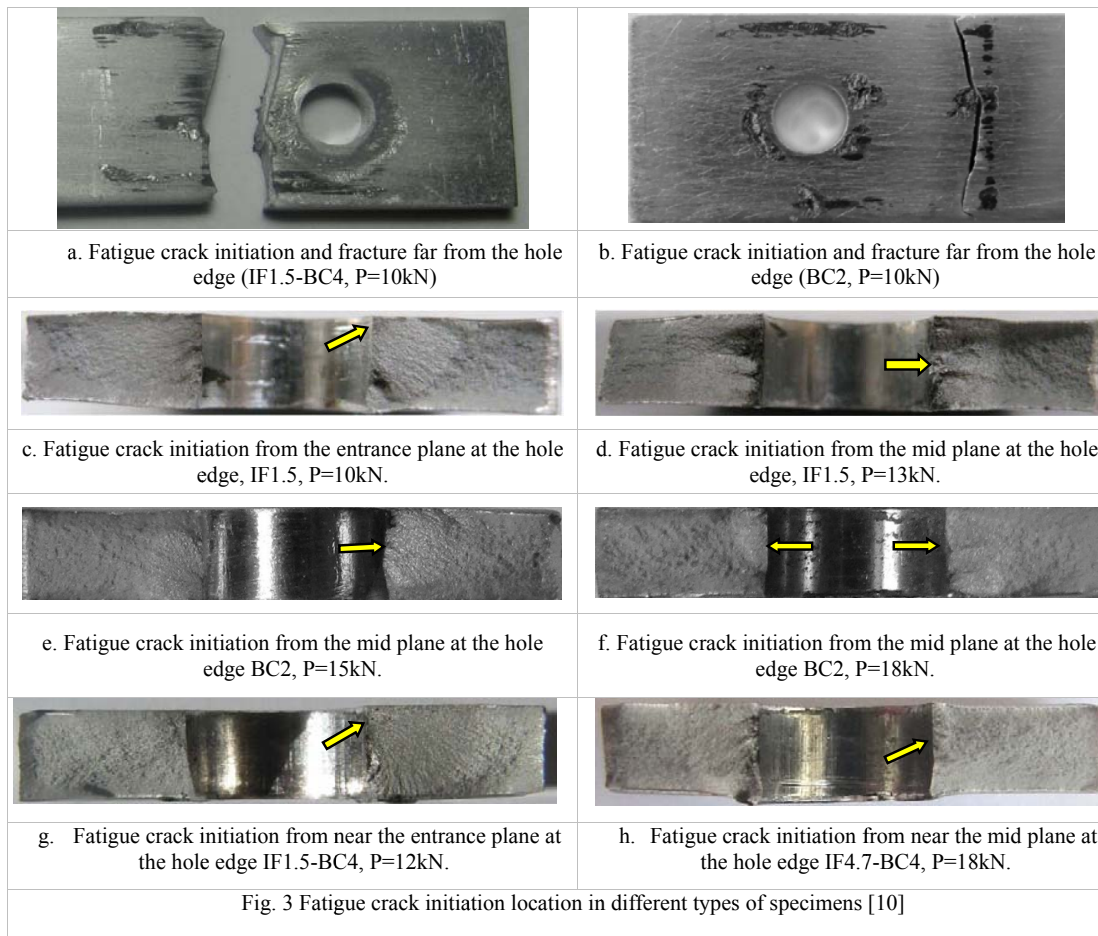 a. Fatigue crack initiation and fracture far from the hole
edge (IF1.5-BC4, P=10kN)
b. Fatigue crack initiation and fracture far from the hole
edge (BC2, P=10kN)
c. Fatigue crack initiation from the entrance plane at the hole
edge, IF1.5, P=10kN.
d. Fatigue crack initiation from the mid plane at the hole
edge, IF1.5, P=13kN.
e. Fatigue crack initiation from the mid plane at the hole
edge BC2, P=15kN.
f. Fatigue crack initiation from the mid plane at the hole
edge BC2, P=18kN.
g. Fatigue crack initiation from near the entrance plane at
the hole edge IF1.5-BC4, P=12kN.
h. Fatigue crack initiation from near the mid plane at
the hole edge IF4.7-BC4, P=18kN.
Fig. 3 Fatigue crack initiation location in different types of specimens [10]